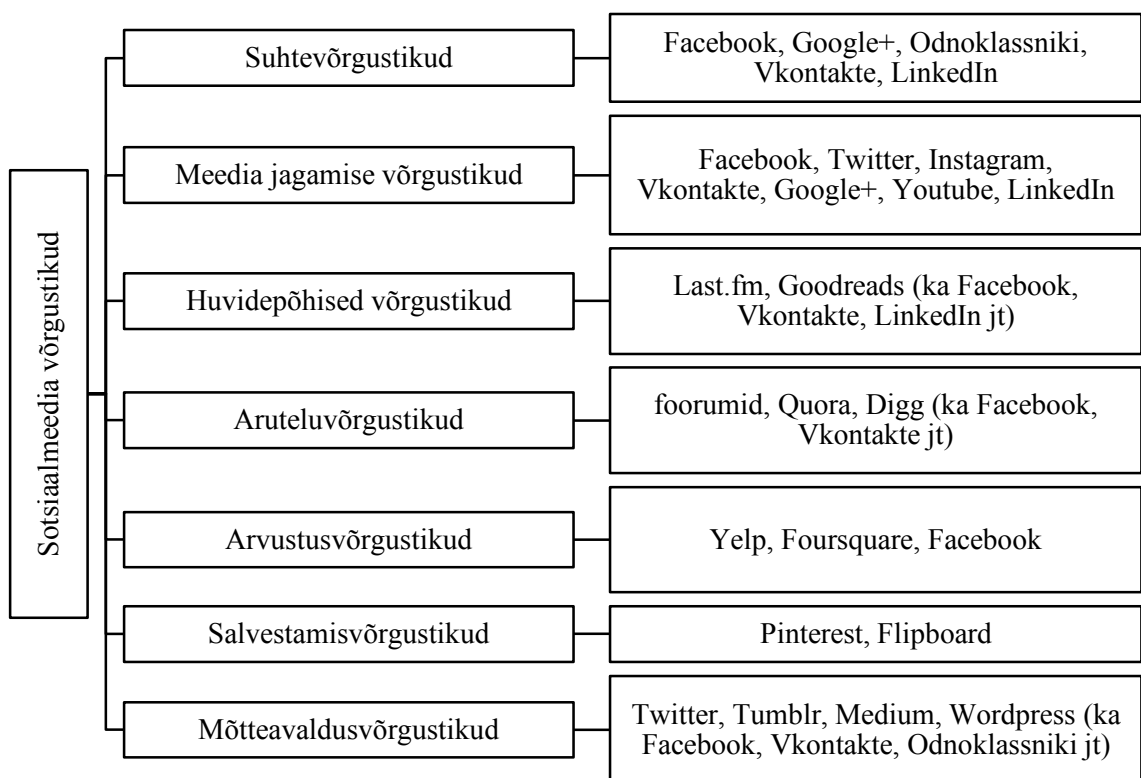 Sotsiaalmeedia võrgustikud
Suhtevõrgustikud
Facebook, Google+, Odnoklassniki,
Vkontakte, LinkedIn
Meedia jagamise võrgustikud
Facebook, Twitter, Instagram,
Vkontakte, Google+, Youtube, LinkedIn
Huvidepõhised võrgustikud
Last.fm, Goodreads (ka Facebook,
Vkontakte, LinkedIn jt)
Aruteluvõrgustikud
foorumid, Quora, Digg (ka Facebook,
Vkontakte jt)
Arvustusvõrgustikud
Yelp, Foursquare, Facebook
Salvestamisvõrgustikud
Pinterest, Flipboard
Mõtteavaldusvõrgustikud
Twitter, Tumblr, Medium, Wordpress (ka
Facebook, Vkontakte, Odnoklassniki jt)